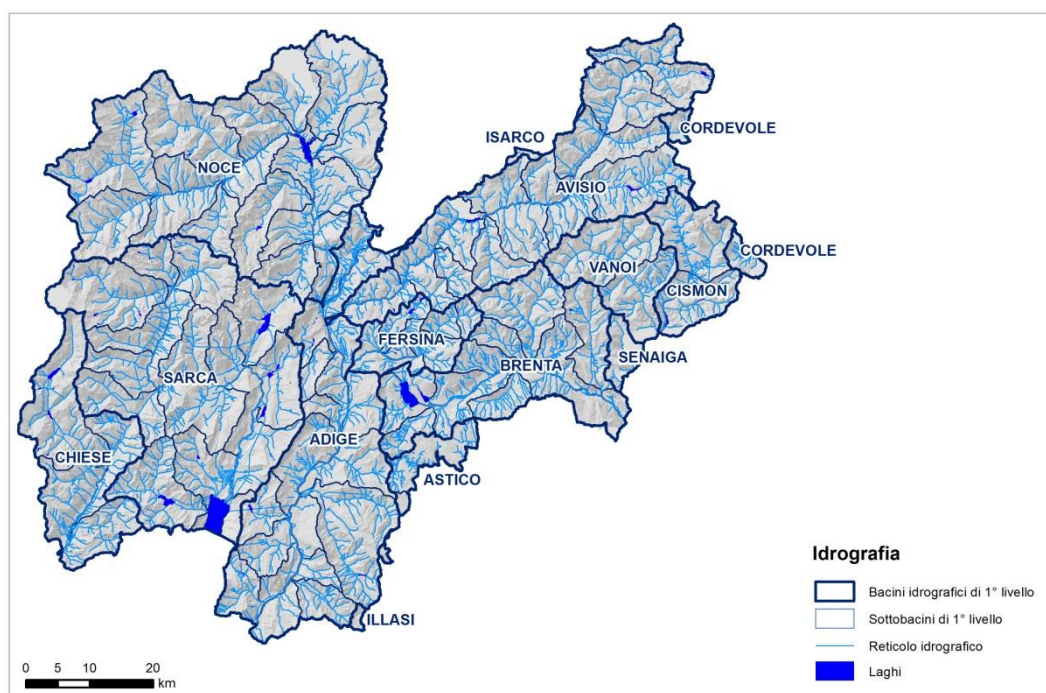 ISARCO
CORDEVOLE
NOCE
AVISIO
CORDEVOLE
VANOI
CISMON
FERSINA
SENAIGA
BRENTA
SARCA
ADIGE
CHIESE
ASTICO
ILLASI
Idrografia
Bacini idrografici di 1° livello
Sottobacini di 1° livello
Reticolo idrografico
Laghi
0 5 10 20
km